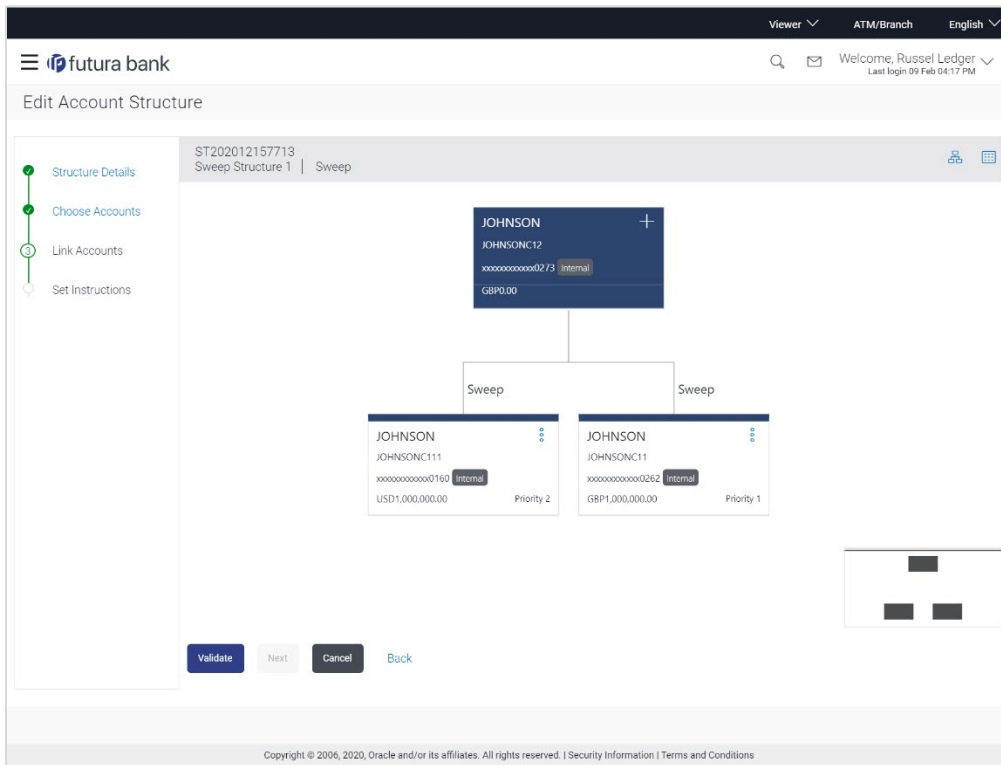 Viewer ATM/Branch English
futura bank
Welcome, Russel Ledger
Last login 09 Feb 04:17 PM
Edit Account Structure
Structure Details
Choose Accounts
3 Link Accounts
Set Instructions
ST202012157713
Sweep Structure 1 | Sweep
JOHNSON
JOHNSONC12
xxxxxxxxxxxx0273 Internal
GBP0.00
Sweep Sweep
JOHNSON
JOHNSONC111
xxxxxxxxxxxx0160 Internal
USD1,000,000.00 Priority 2
JOHNSON
JOHNSONC11
xxxxxxxxxxxx0262 Internal
GBP1,000,000.00 Priority 1
Validate Next Cancel Back
Copyright © 2006, 2020, Oracle and/or its affiliates. All rights reserved. | Security Information | Terms and Conditions